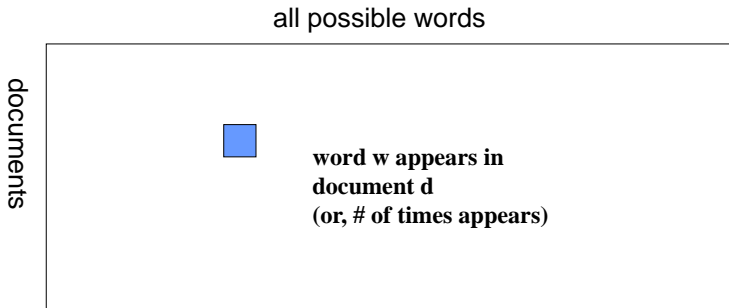 all possible words
documents
word w appears in
document d
(or, # of times appears)